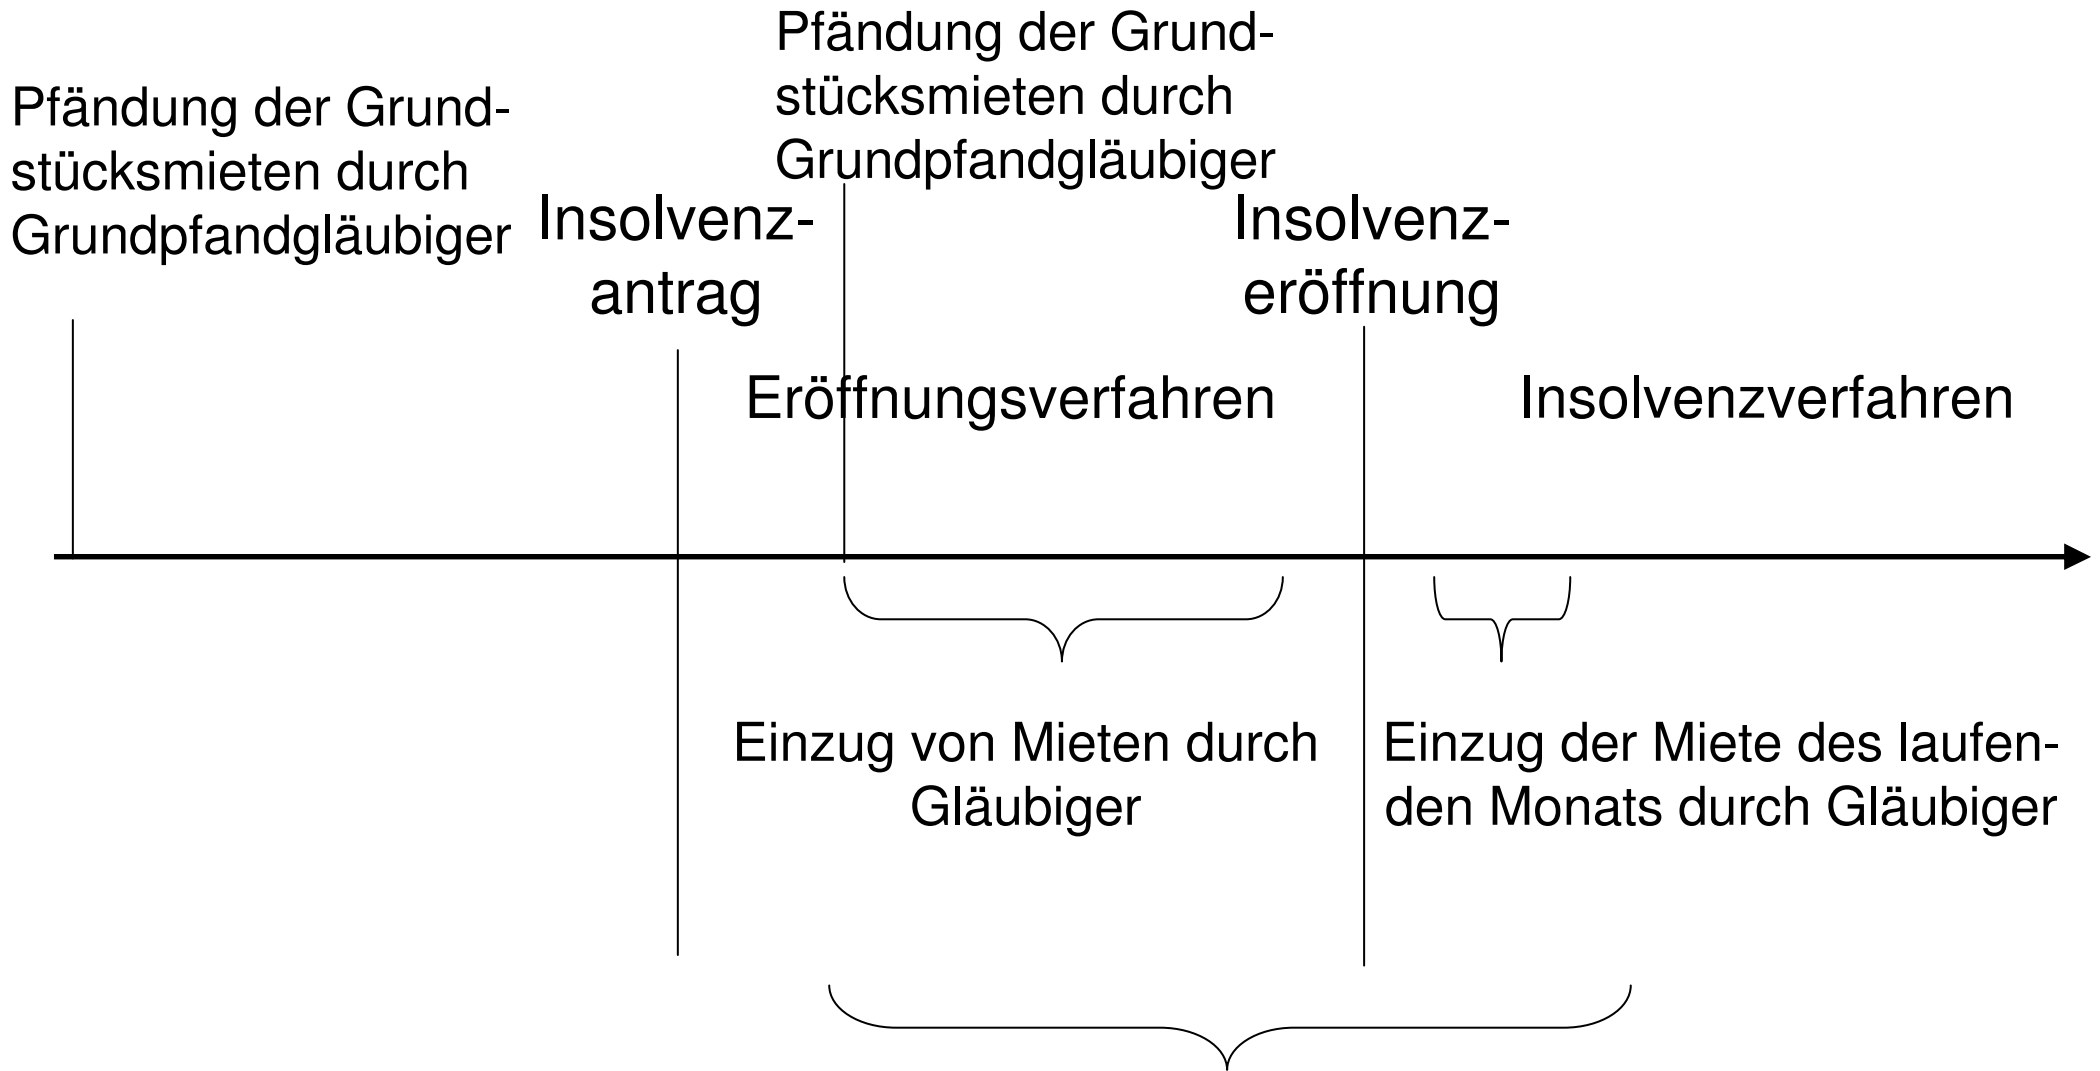 Pfändung der Grund-
stücksmieten durch
Grundpfandgläubiger
Insolvenz-
antrag
Pfändung der Grund-
stücksmieten durch
Grundpfandgläubiger
Insolvenz-
eröffnung
Eröffnungsverfahren
Insolvenzverfahren
Einzug von Mieten durch
Gläubiger
Einzug der Miete des laufen-
den Monats durch Gläubiger